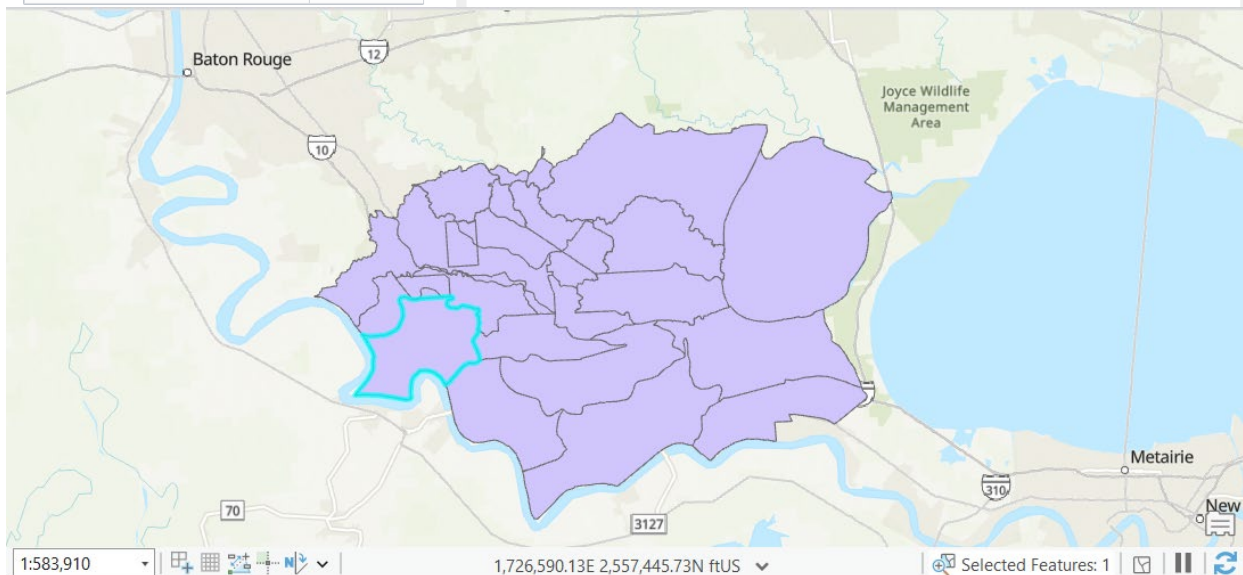 12
Baton Rouge
Joyce Wildlife
Management
Area
10
Metairie
310
New
70
3127
1:583,910
N
1,726,590.13E 2,557,445.73N ftUS
Selected Features: 1